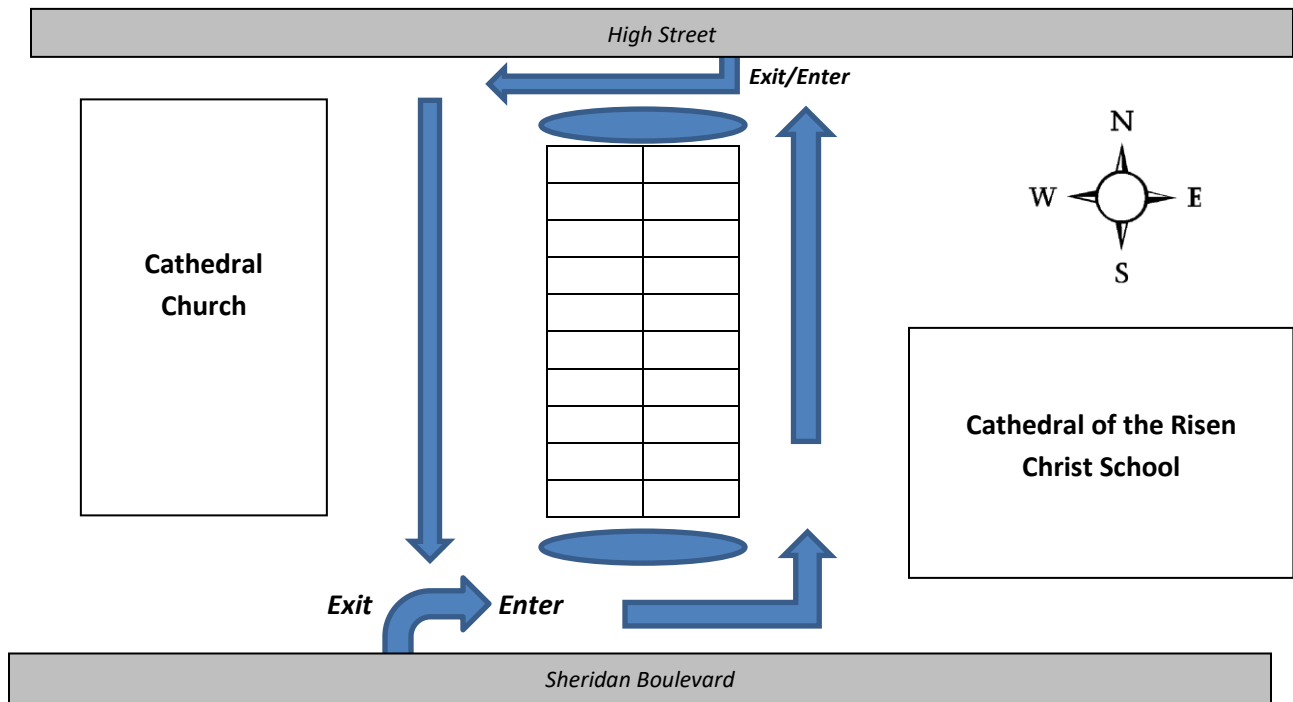 High Street
Exit/Enter
N
W
E
S
Cathedral
Church
Cathedral of the Risen
Christ School
Exit
Enter
Sheridan Boulevard